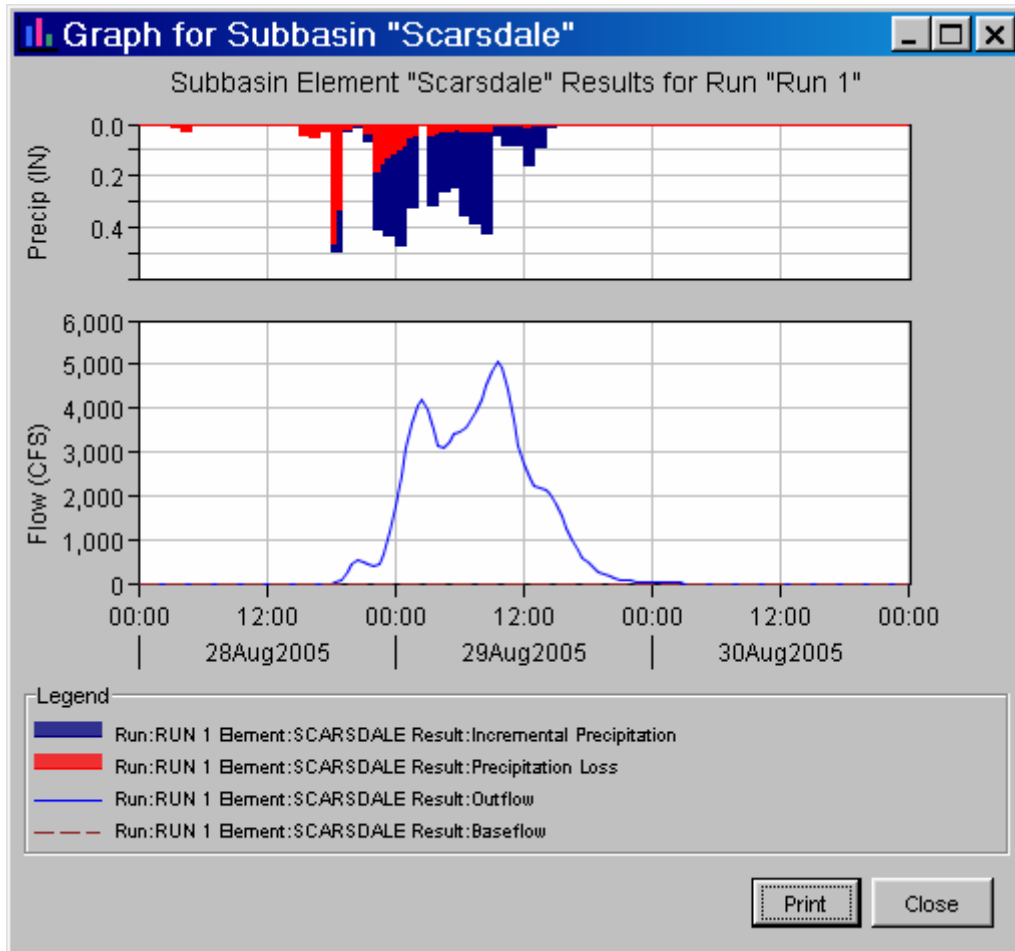 Graph for Subbasin "Scarsdale"
Subbasin Element "Scarsdale" Results for Run "Run 1"
Precip (IN)
0.0
0.2
0.4
Flow (CFS)
6,000
5,000
4,000
3,000
2,000
1,000
0
00:00 12:00 00:00 12:00 00:00 12:00 00:00
28Aug2005 29Aug2005 30Aug2005
Legend
Run:RUN 1 Element:SCARSDALE Result:Incremental Precipitation
Run:RUN 1 Element:SCARSDALE Result:Precipitation Loss
Run:RUN 1 Element:SCARSDALE Result:Outflow
Run:RUN 1 Element:SCARSDALE Result:Baseflow
Print Close